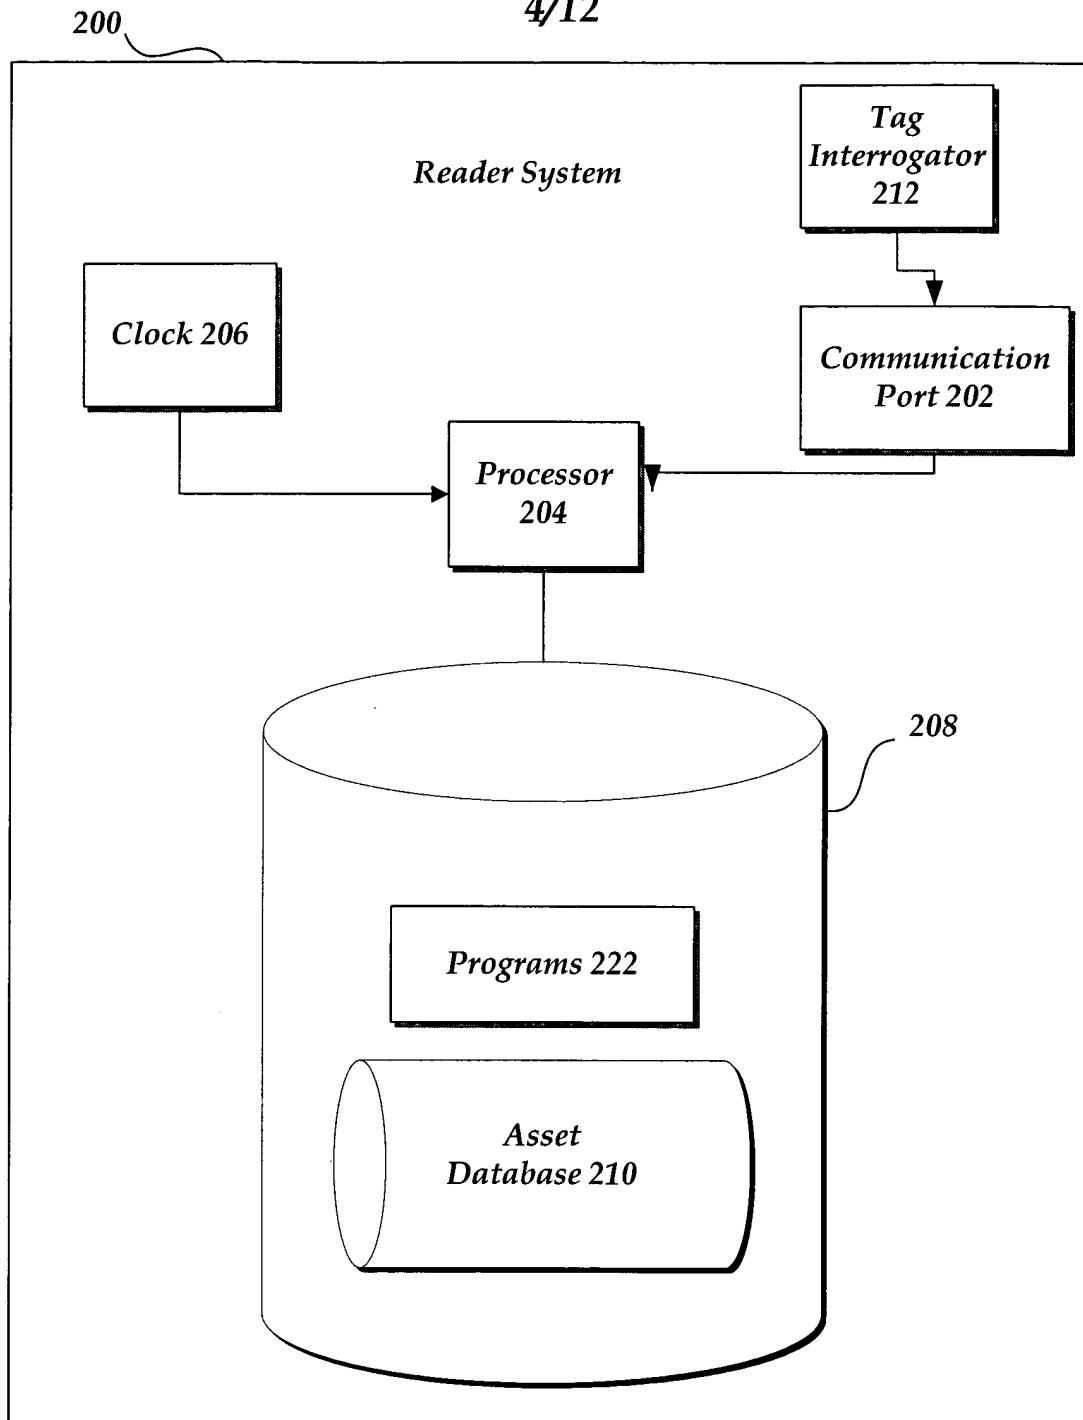 4/12
200
Tag
Interrogator
212
Reader System
Clock 206
Communication
Port 202
Processor
204
208
Programs 222
Asset
Database 210